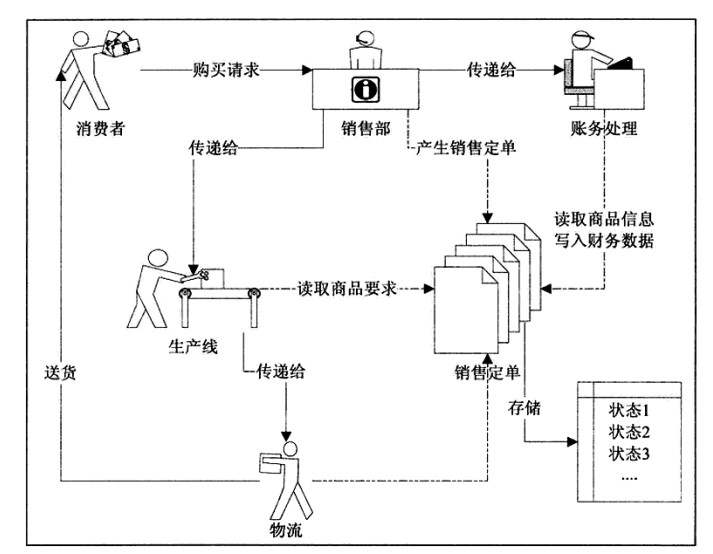 购买请求
传递给
消费者
销售部
账务处理
传递给
产生销售定单
读取商品信息
写入财务数据
读取商品要求
生产线
送货
传递给
销售定单
存储
状态1
状态2
状态3
....
物流